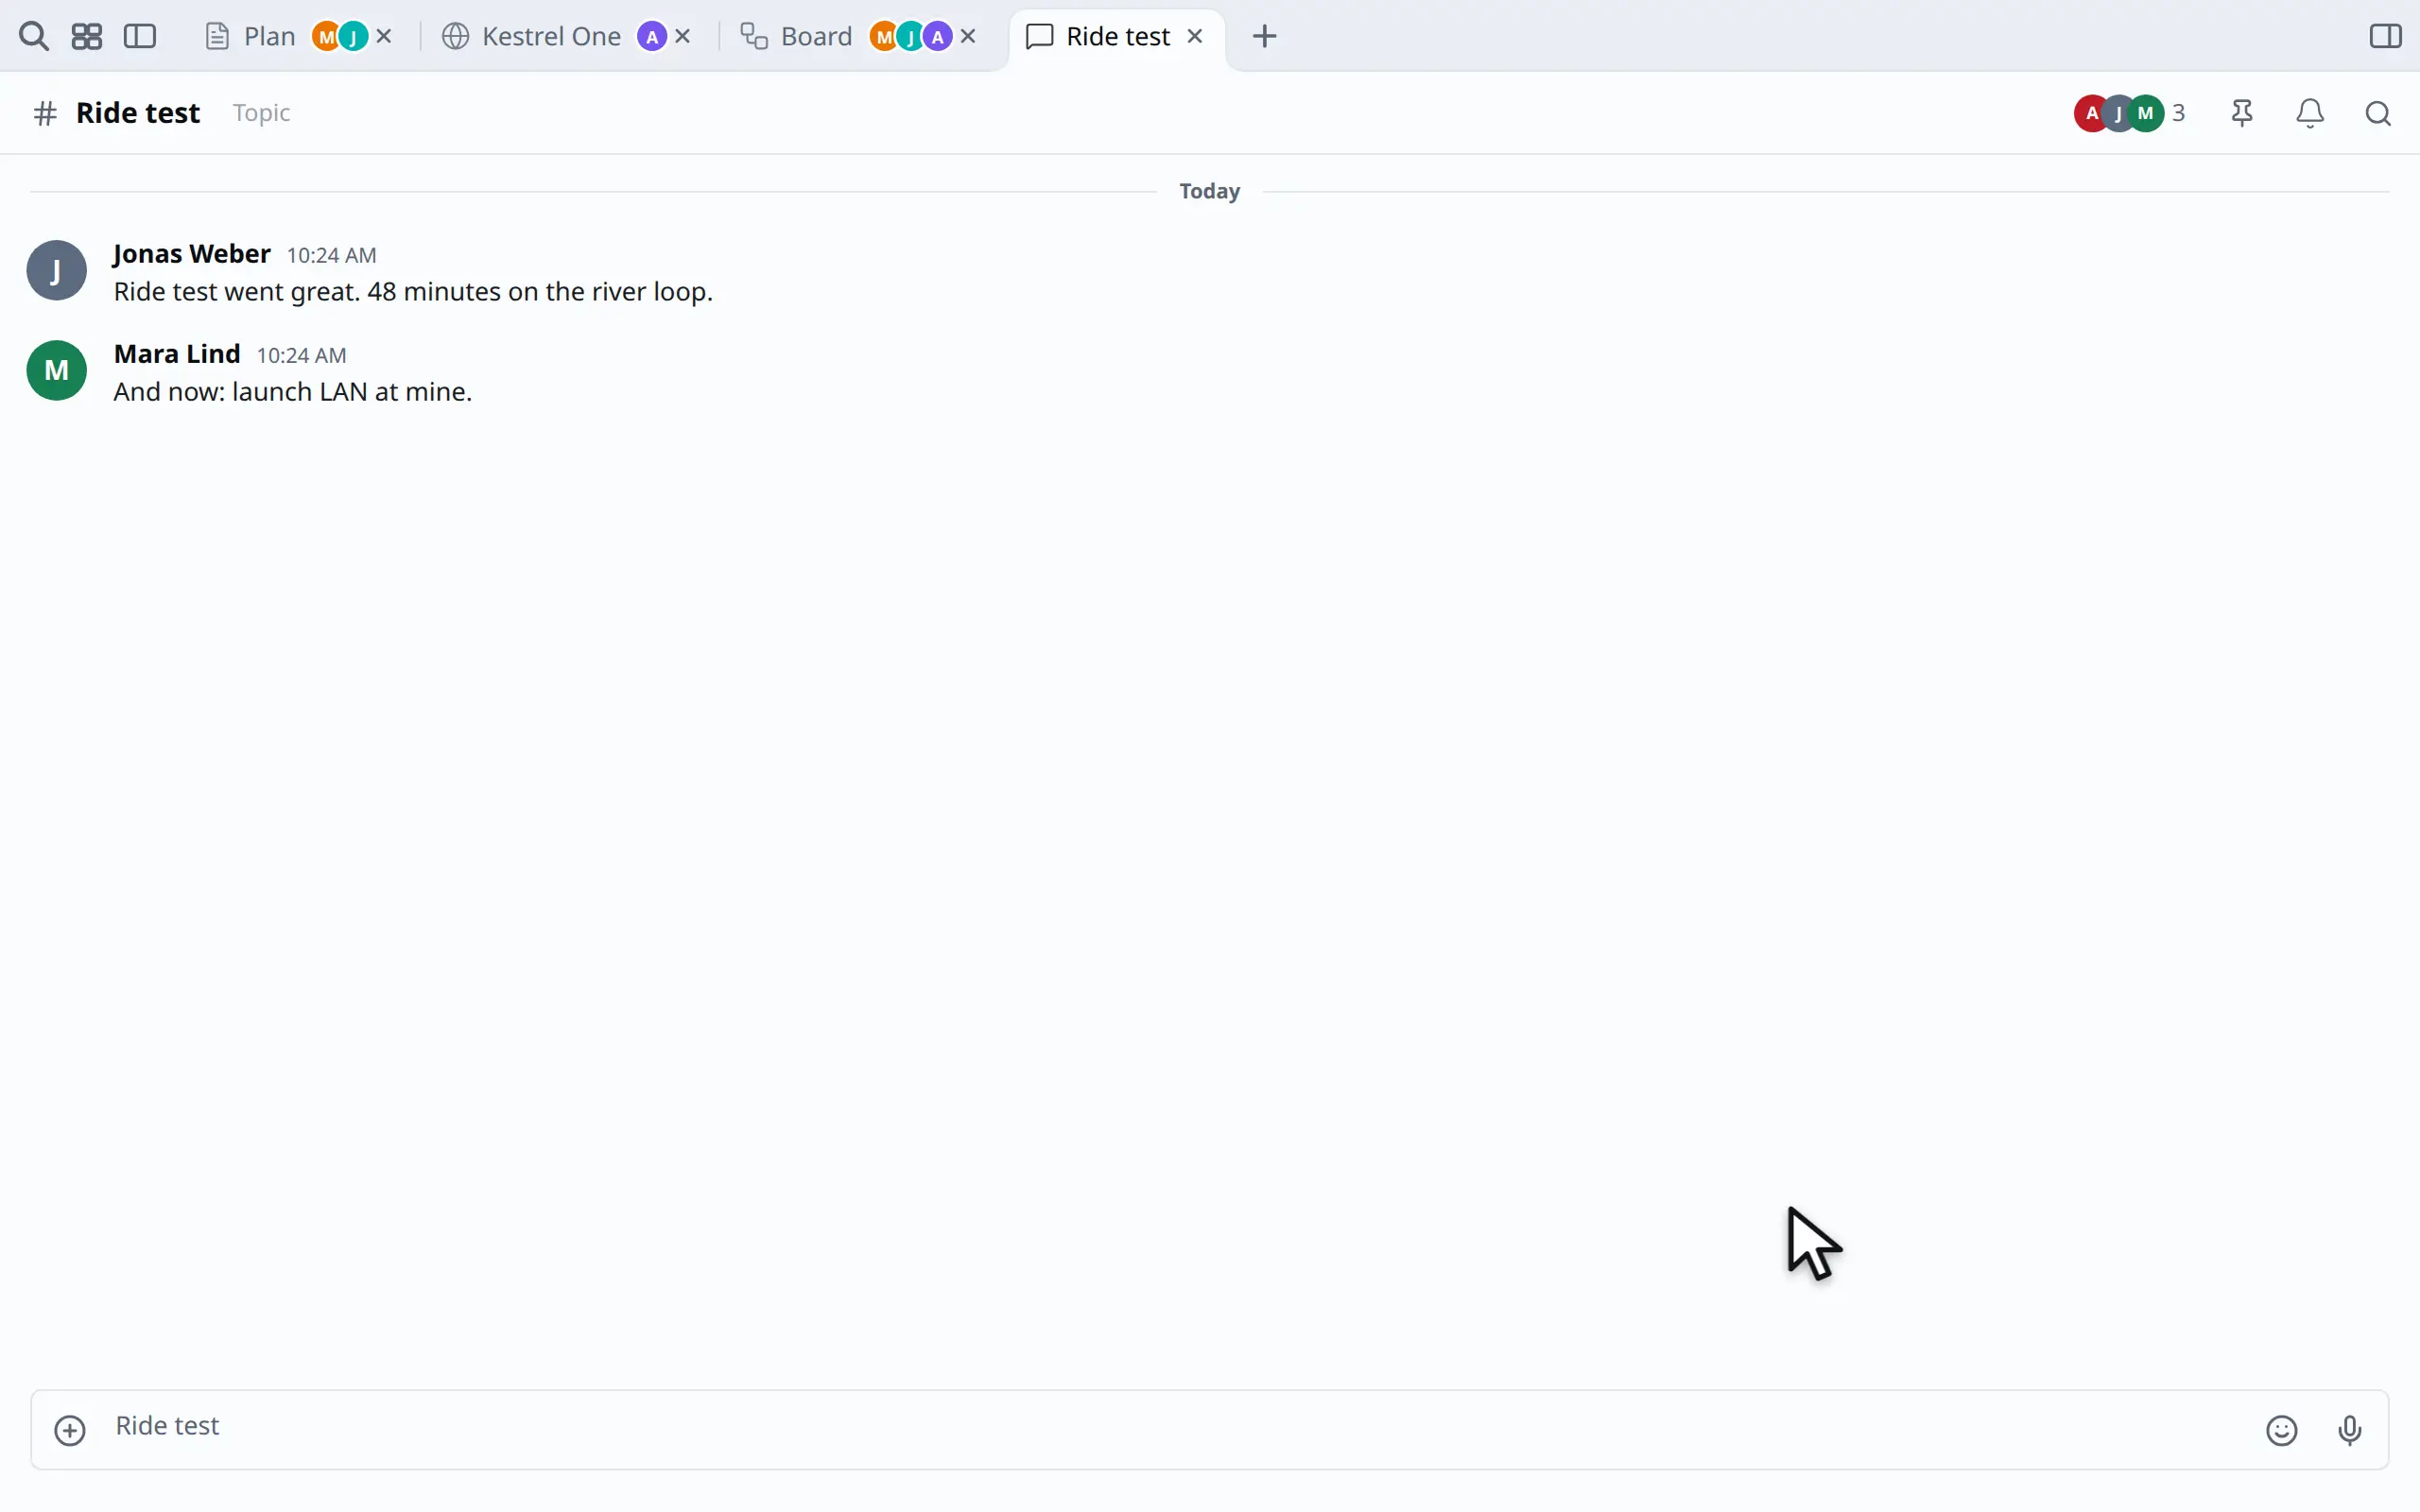 Plan M J
Kestrel One A
Board M J A
Ride test
# Ride test Topic
A J M 3
Today
J Jonas Weber 10:24 AM
Ride test went great. 48 minutes on the river loop.
M Mara Lind 10:24 AM
And now: launch LAN at mine.
Ride test